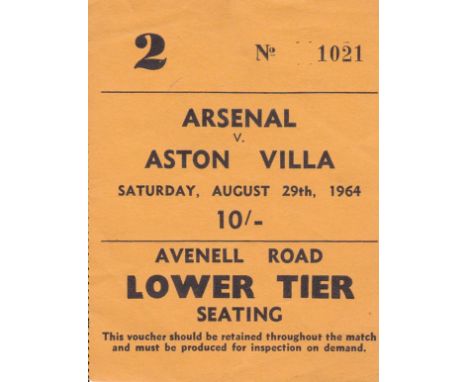 2 No 1021
ARSENAL
V.
ASTON VILLA
SATURDAY, AUGUST 29th, 1964
10/-
AVENELL ROAD
LOWER TIER
SEATING
This voucher should be retained throughout the match
and must be produced for inspection on demand.